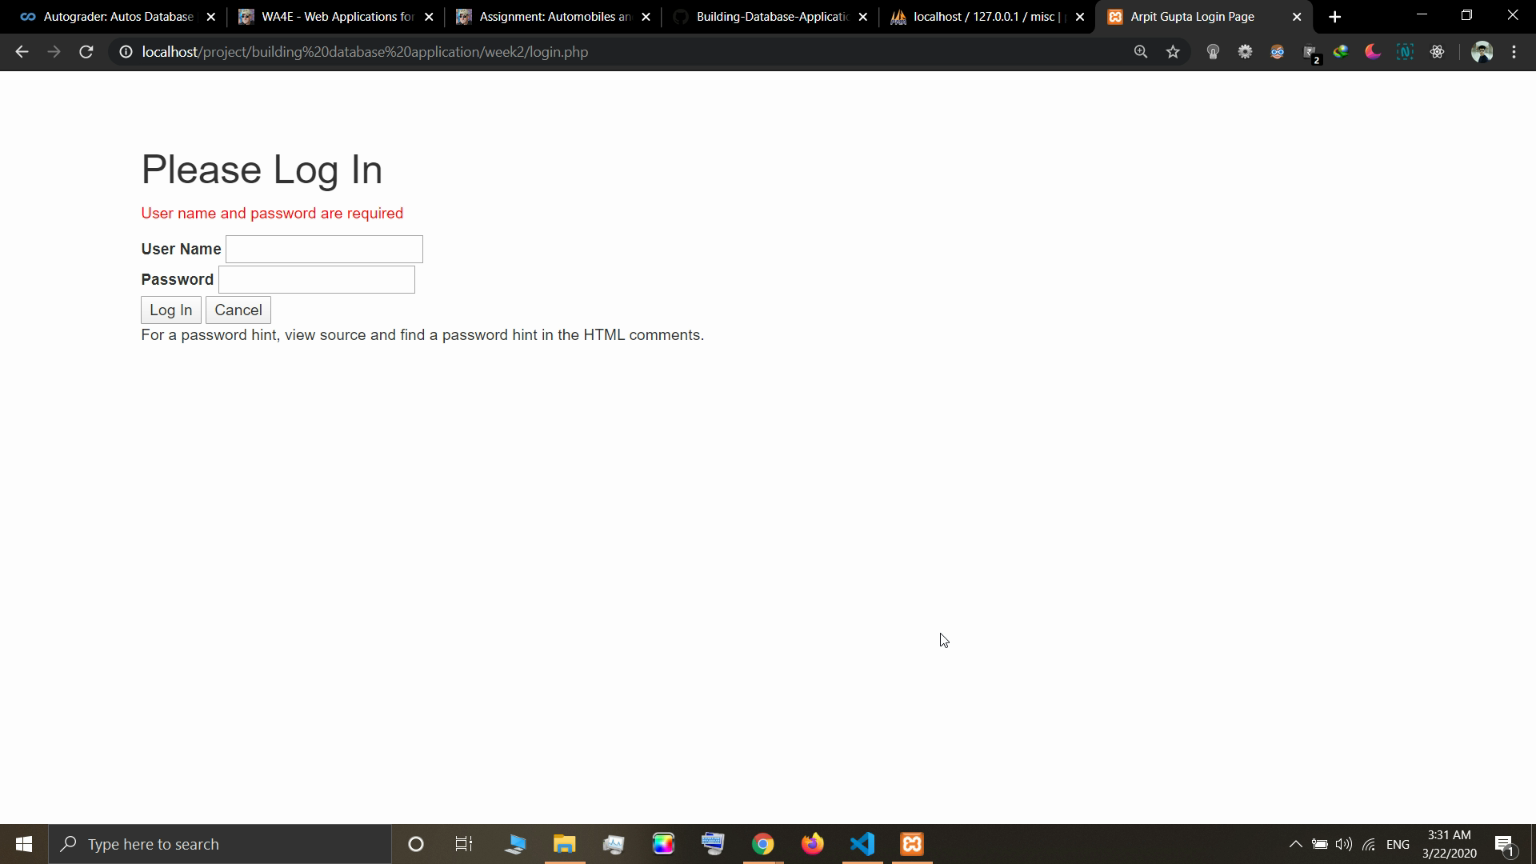 Autograder: Autos Database
WA4E - Web Applications for
Assignment: Automobiles an
Building-Database-Applicatic
localhost / 127.0.0.1 / misc | p
Arpit Gupta Login Page
localhost/project/building%20database%20application/week2/login.php
2
Please Log In
User name and password are required
User Name
Password
Log In Cancel
For a password hint, view source and find a password hint in the HTML comments.
Type here to search
ENG
3:31 AM
3/22/2020
1